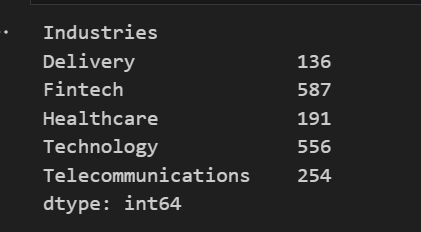 Industries
Delivery 136
Fintech 587
Healthcare 191
Technology 556
Telecommunications 254
dtype: int64